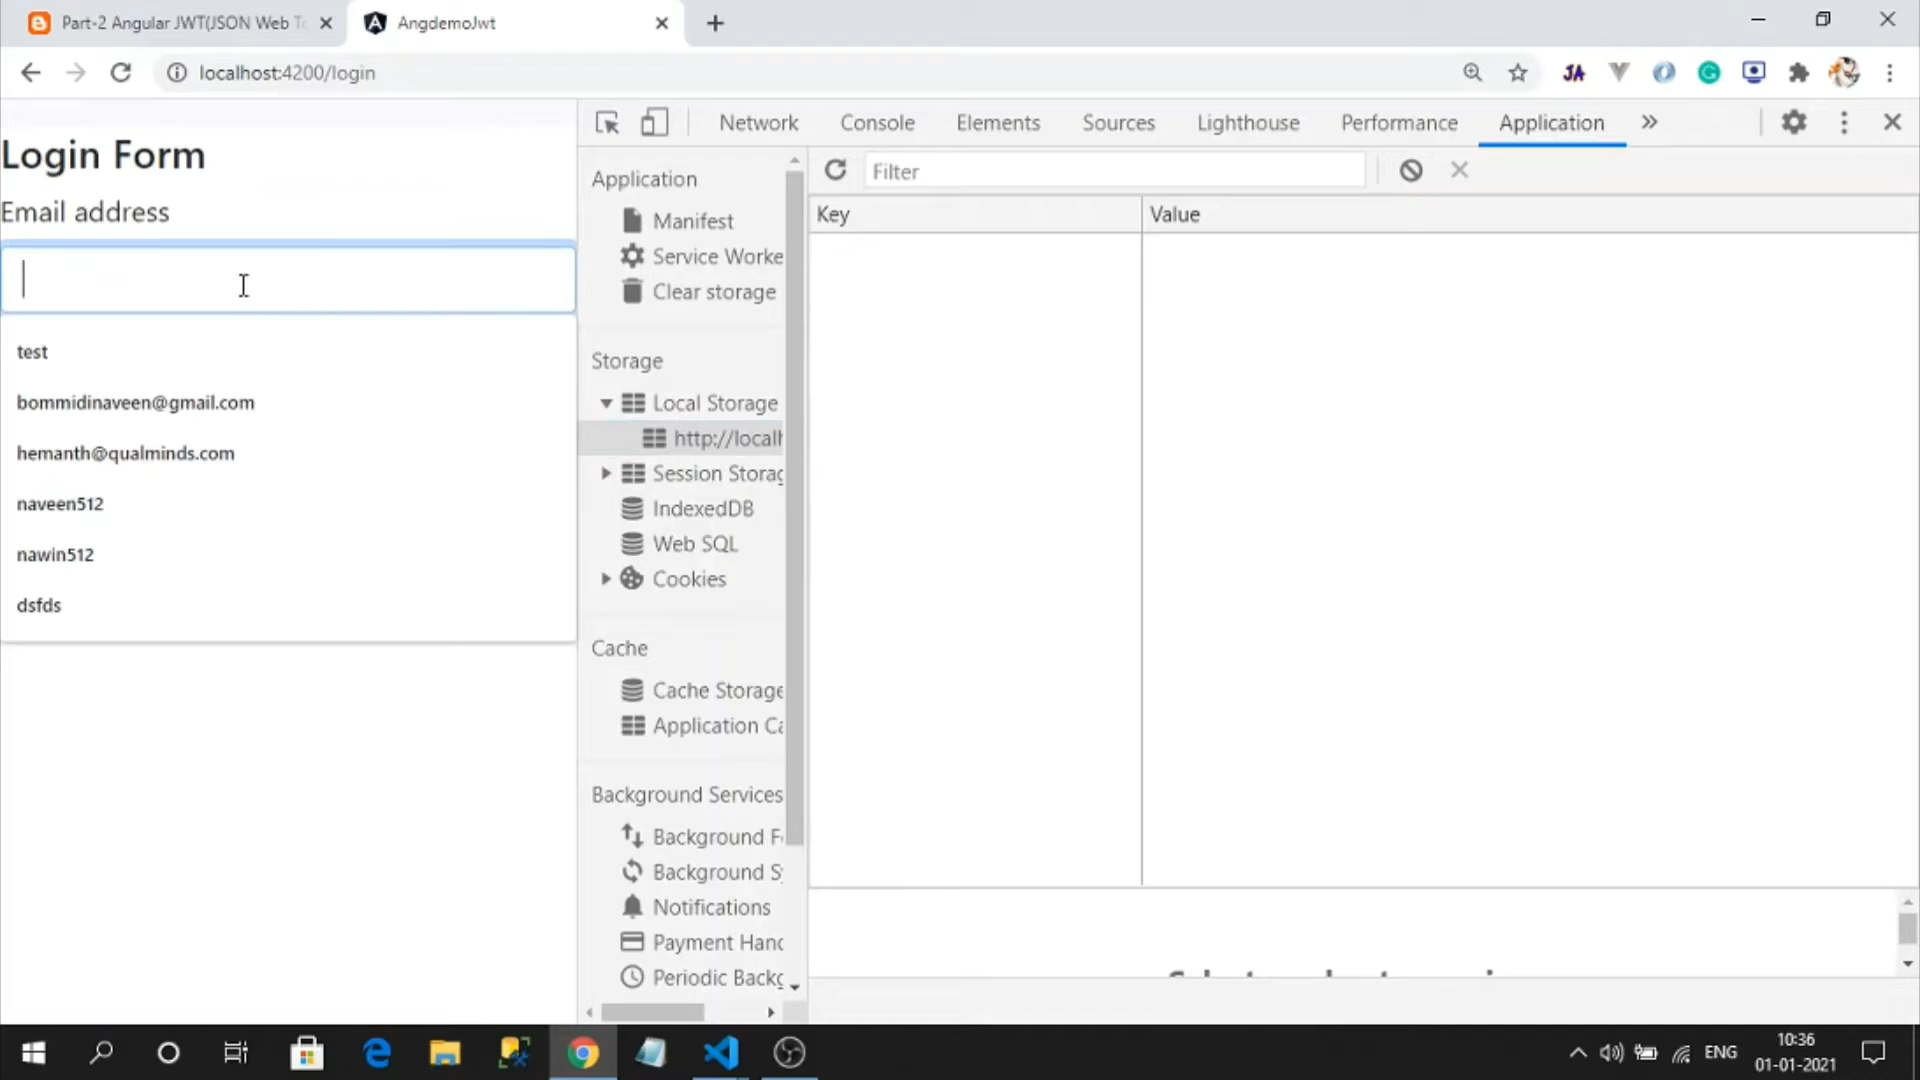 Part-2 Angular JWT(JSON Web T
AngdemoJwt
localhost:4200/login
Login Form
Email address
test
bommidinaveen@gmail.com
hemanth@qualminds.com
naveen512
nawin512
dsfds
Network
Console
Elements
Sources
Lighthouse
Performance
Application
»
Application
Manifest
Service Worke
Clear storage
Storage
Local Storage
http://localh
Session Storag
IndexedDB
Web SQL
Cookies
Cache
Cache Storage
Application Ca
Background Services
Background F
Background Sy
Notifications
Payment Hand
Periodic Backg
Filter
Key
Value
ENG
10:36
01-01-2021